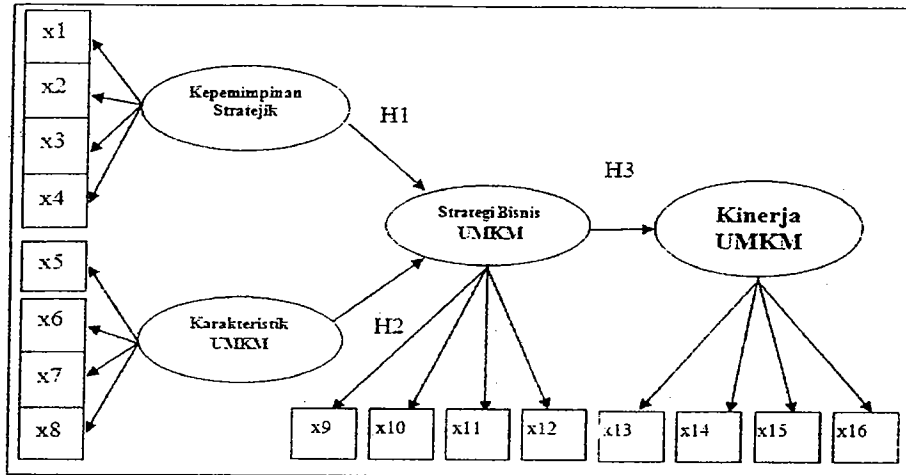 x1
x2
x3
x4
Kepemimpinan
Stratejik
H1
H3
Strategi Bisnis
UMKM
Kinerja
UMKM
x5
x6
x7
x8
Karakteristik
UMKM
H2
x9
x10
x11
x12
x13
x14
x15
x16